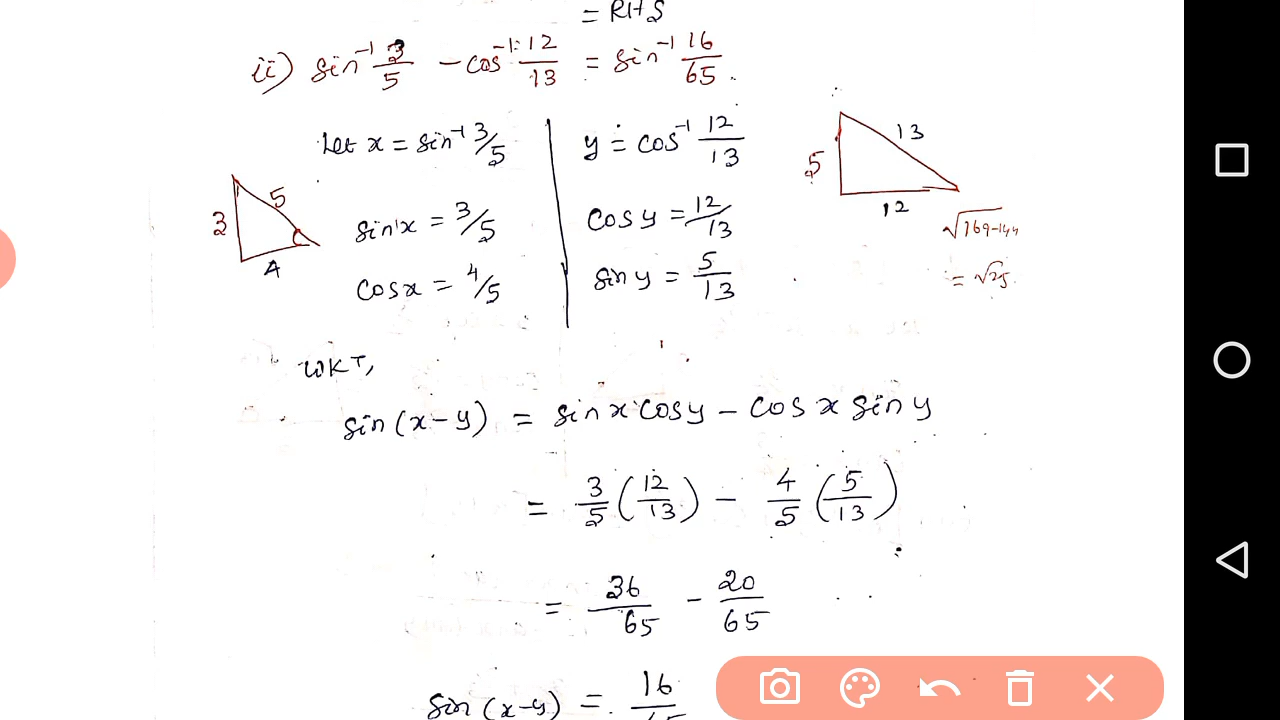 = RHS
ii) sin⁻¹ 3/5 - cos⁻¹ 12/13 = sin⁻¹ 16/65.
Let x = sin⁻¹ 3/5
y = cos⁻¹ 12/13
13
5
12
3
5
4
sin x = 3/5
cos y = 12/13
√169-144
cos x = 4/5
sin y = 5/13
= √25.
WKT,
sin(x-y) = sin x cos y - cos x sin y
= 3/5 (12/13) - 4/5 (5/13)
= 36/65 - 20/65
sin (x-y) = 16/65